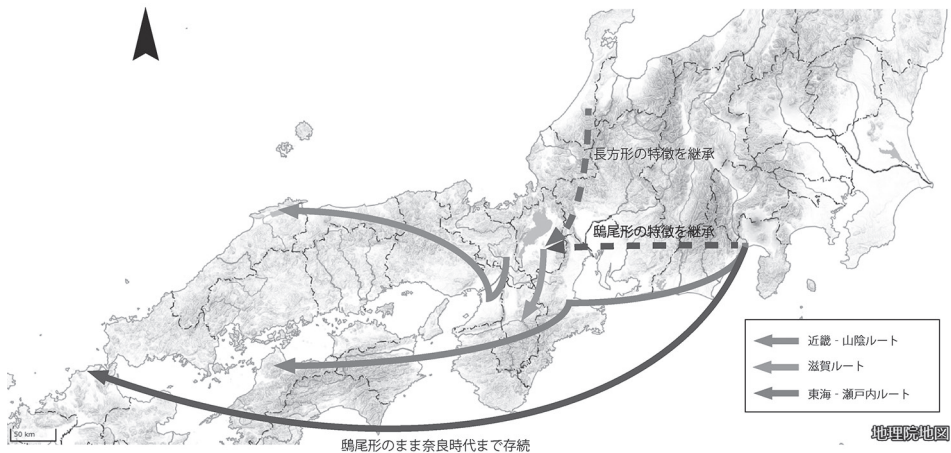 長方形の特徴を継承
鴟尾形の特徴を継承
近畿 - 山陰ルート
滋賀ルート
東海 - 瀬戸内ルート
50 km
地理院地図
鴟尾形のまま奈良時代まで存続